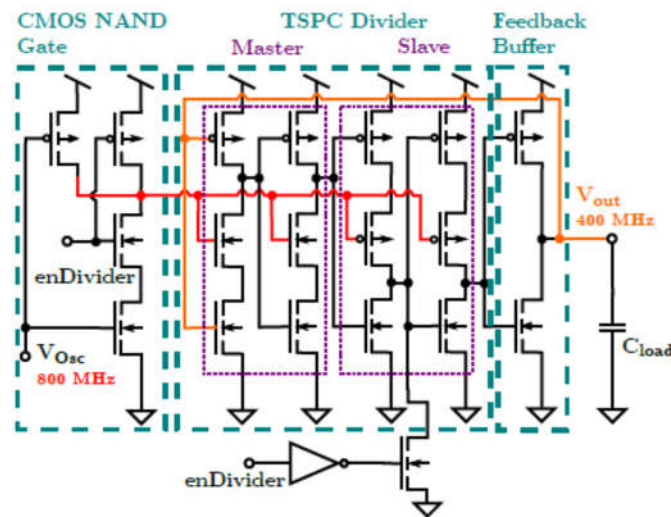 CMOS NAND
Gate
TSPC Divider
Master
Slave
Feedback
Buffer
enDivider
VOsc
800 MHz
Vout
400 MHz
Cload
enDivider